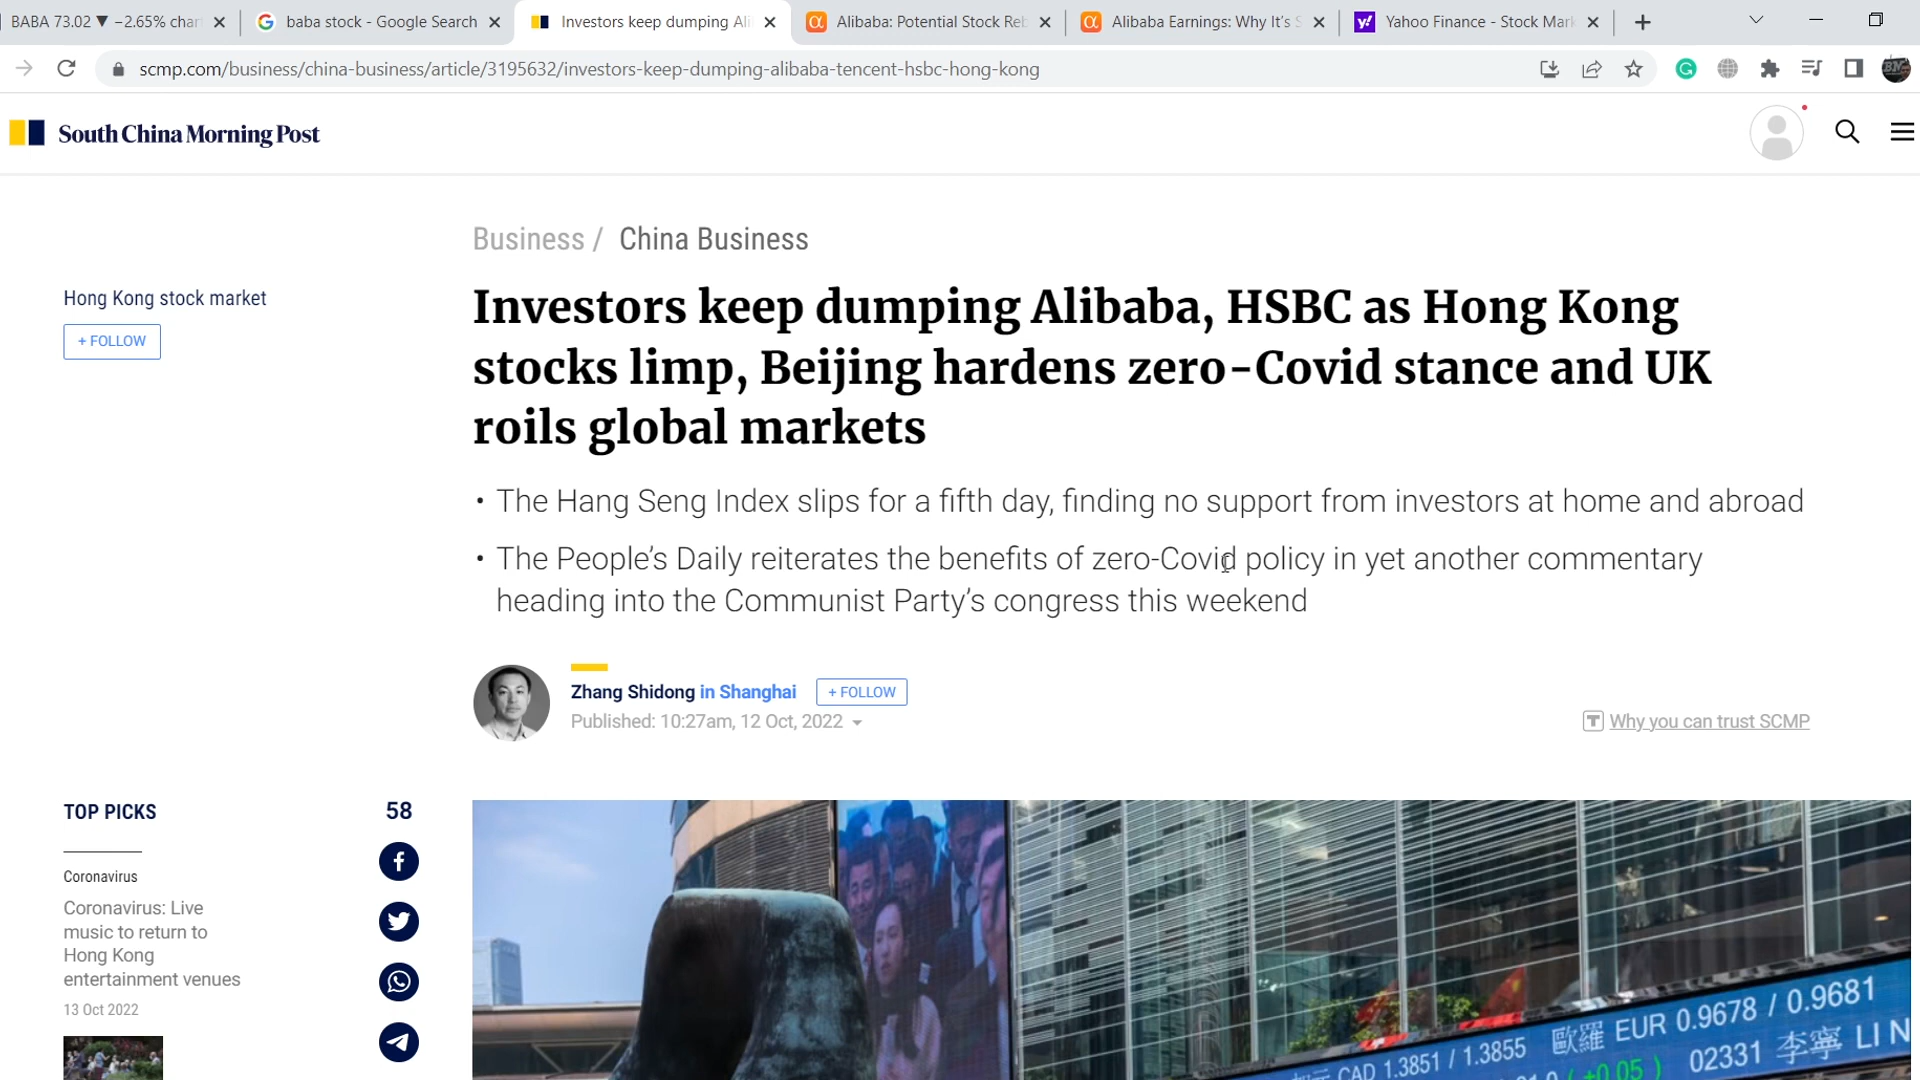 BABA 73.02 ▼ −2.65%
baba stock - Google Search
Investors keep dumping Ali
Alibaba: Potential Stock Re
Alibaba Earnings: Why It's S
Yahoo Finance - Stock Mar
scmp.com/business/china-business/article/3195632/investors-keep-dumping-alibaba-tencent-hsbc-hong-kong
South China Morning Post
Business / China Business
Hong Kong stock market
+ FOLLOW
Investors keep dumping Alibaba, HSBC as Hong Kong
stocks limp, Beijing hardens zero-Covid stance and UK
roils global markets
• The Hang Seng Index slips for a fifth day, finding no support from investors at home and abroad
• The People's Daily reiterates the benefits of zero-Covid policy in yet another commentary
heading into the Communist Party's congress this weekend
Zhang Shidong in Shanghai
+ FOLLOW
Published: 10:27am, 12 Oct, 2022
Why you can trust SCMP
TOP PICKS
58
Coronavirus
Coronavirus: Live
music to return to
Hong Kong
entertainment venues
13 Oct 2022
歐羅 EUR 0.9678 / 0.9681
CAD 1.3851 / 1.3855
02331 李寧 LI N
(+0.05)